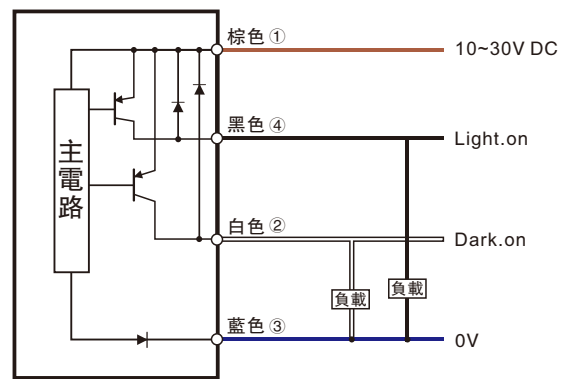 棕色①
10~30V DC
黑色④
Light.on
主電路
白色②
Dark.on
負載
負載
藍色③
0V